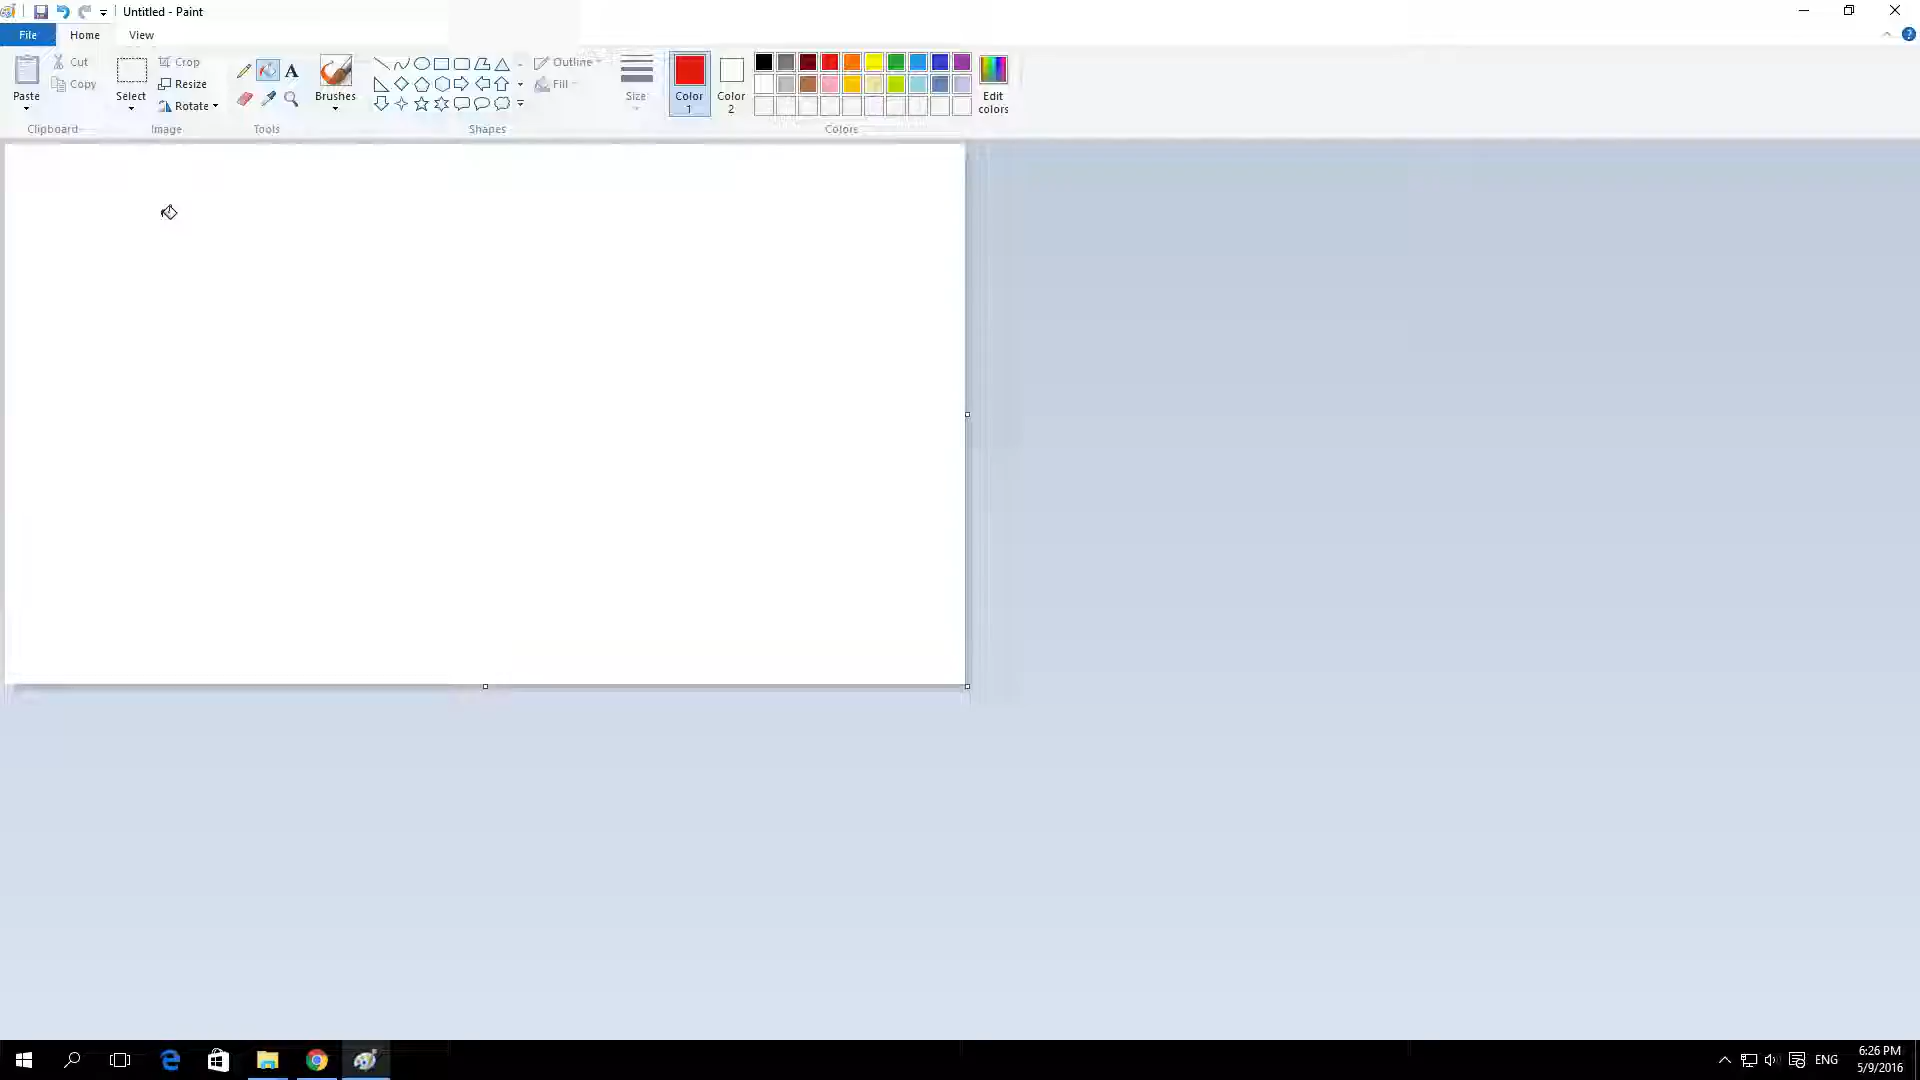 Untitled - Paint
File Home View
Paste
Cut
Copy
Clipboard
Select
Crop
Resize
Rotate
Image
A
Tools
Brushes
Shapes
Outline
Fill
Size
Color
1
Color
2
Colors
Edit
colors
ENG
6:26 PM
5/9/2016